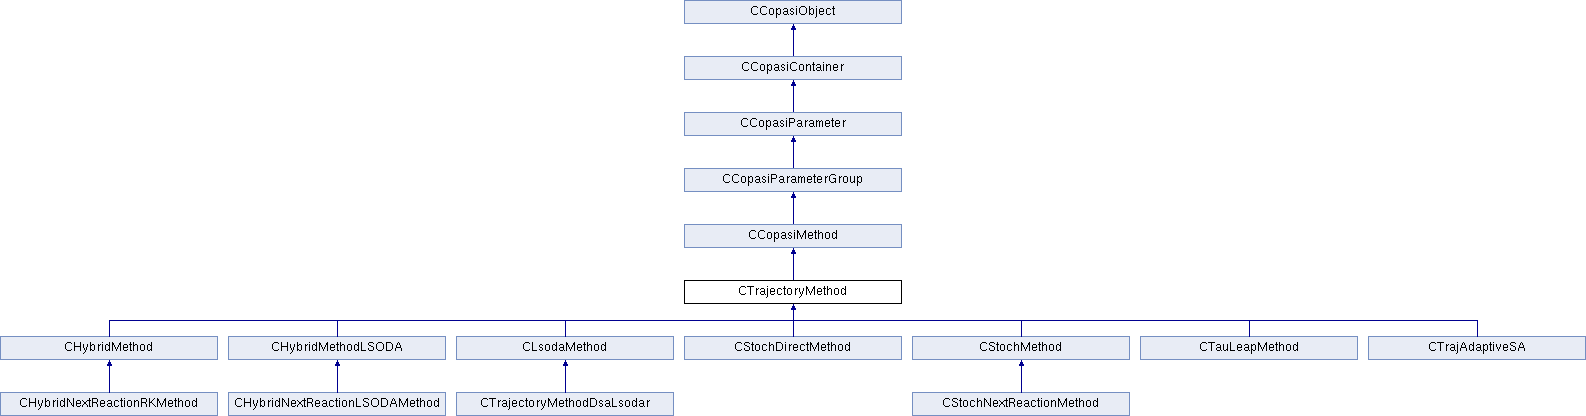 CCopasiObject
CCopasiContainer
CCopasiParameter
CCopasiParameterGroup
CCopasiMethod
CTrajectoryMethod
CHybridMethod
CHybridMethodLSODA
CLsodaMethod
CStochDirectMethod
CStochMethod
CTauLeapMethod
CTrajAdaptiveSA
CHybridNextReactionRKMethod
CHybridNextReactionLSODAMethod
CTrajectoryMethodDsaLsodar
CStochNextReactionMethod